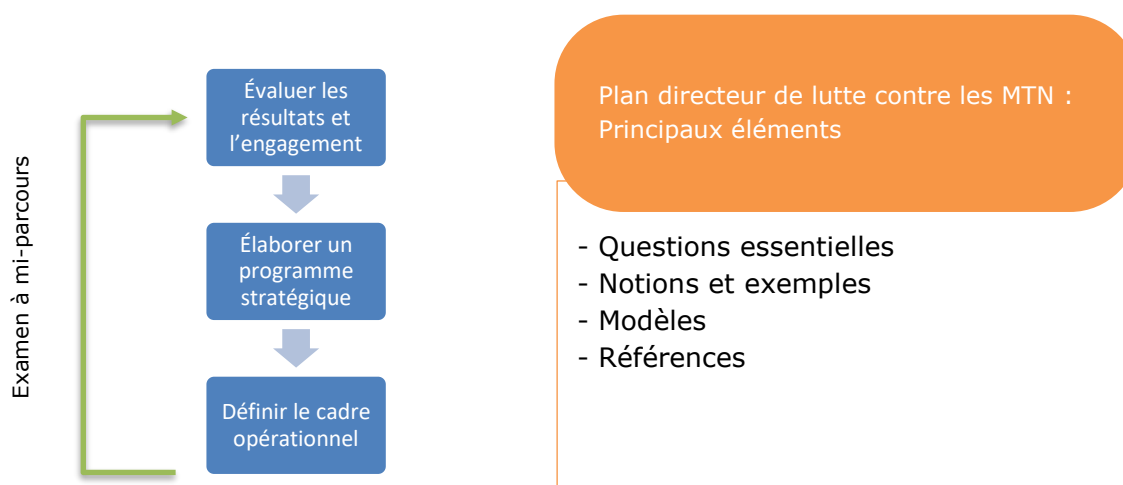 Examen à mi-parcours
Évaluer les
résultats et
l’engagement
Élaborer un
programme
stratégique
Définir le cadre
opérationnel
Plan directeur de lutte contre les MTN :
Principaux éléments
- Questions essentielles
- Notions et exemples
- Modèles
- Références